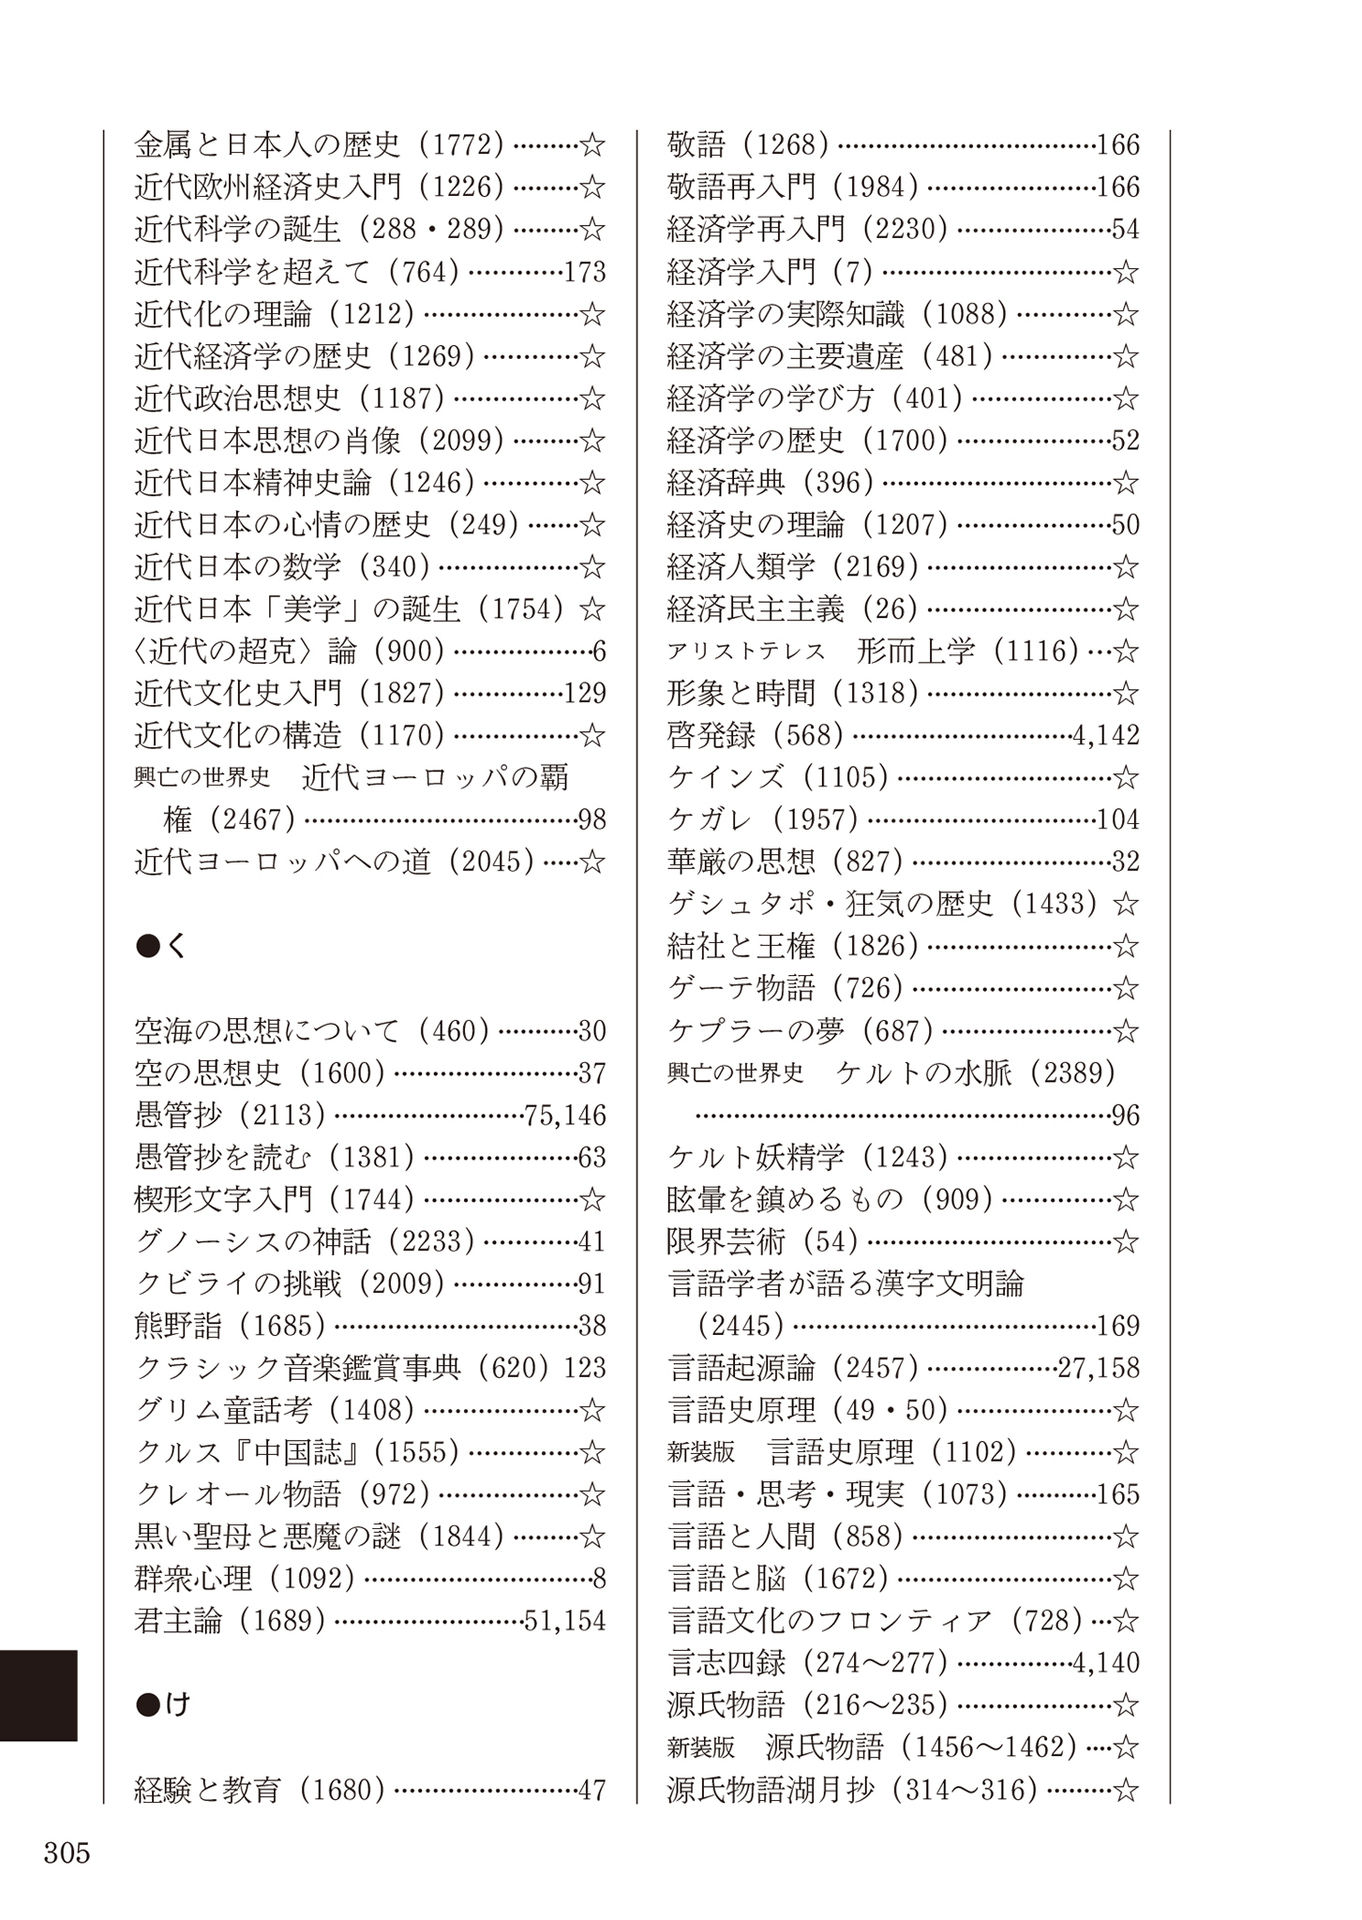 金属と日本人の歴史（1772）………☆
近代欧州経済史入門（1226）………☆
近代科学の誕生（288・289）………☆
近代科学を超えて（764）…………173
近代化の理論（1212）…………………☆
近代経済学の歴史（1269）…………☆
近代政治思想史（1187）……………☆
近代日本思想の肖像（2099）………☆
近代日本精神史論（1246）…………☆
近代日本の心情の歴史（249）……☆
近代日本の数学（340）………………☆
近代日本「美学」の誕生（1754）☆
〈近代の超克〉論（900）………………6
近代文化史入門（1827）……………129
近代文化の構造（1170）……………☆
興亡の世界史　近代ヨーロッパの覇
権（2467）………………………………98
近代ヨーロッパへの道（2045）……☆
●く
空海の思想について（460）…………30
空の思想史（1600）……………………37
愚管抄（2113）……………………75,146
愚管抄を読む（1381）…………………63
楔形文字入門（1744）…………………☆
グノーシスの神話（2233）…………41
クビライの挑戦（2009）……………91
熊野詣（1685）…………………………38
クラシック音楽鑑賞事典（620）123
グリム童話考（1408）…………………☆
クルス『中国誌』（1555）……………☆
クレオール物語（972）………………☆
黒い聖母と悪魔の謎（1844）………☆
群衆心理（1092）…………………………8
君主論（1689）……………………51,154
●け
経験と教育（1680）……………………47
敬語（1268）……………………………166
敬語再入門（1984）…………………166
経済学再入門（2230）…………………54
経済学入門（7）…………………………☆
経済学の実際知識（1088）…………☆
経済学の主要遺産（481）……………☆
経済学の学び方（401）………………☆
経済学の歴史（1700）…………………52
経済辞典（396）…………………………☆
経済史の理論（1207）…………………50
経済人類学（2169）……………………☆
経済民主主義（26）……………………☆
アリストテレス　形而上学（1116）…☆
形象と時間（1318）……………………☆
啓発録（568）………………………4,142
ケインズ（1105）………………………☆
ケガレ（1957）…………………………104
華厳の思想（827）………………………32
ゲシュタポ・狂気の歴史（1433）☆
結社と王権（1826）……………………☆
ゲーテ物語（726）………………………☆
ケプラーの夢（687）…………………☆
興亡の世界史　ケルトの水脈（2389）
………………………………………………96
ケルト妖精学（1243）…………………☆
眩暈を鎮めるもの（909）……………☆
限界芸術（54）…………………………☆
言語学者が語る漢字文明論
（2445）…………………………………169
言語起源論（2457）………………27,158
言語史原理（49・50）…………………☆
新装版　言語史原理（1102）…………☆
言語・思考・現実（1073）…………165
言語と人間（858）………………………☆
言語と脳（1672）………………………☆
言語文化のフロンティア（728）…☆
言志四録（274〜277）……………4,140
源氏物語（216〜235）…………………☆
新装版　源氏物語（1456〜1462）…☆
源氏物語湖月抄（314〜316）………☆
305